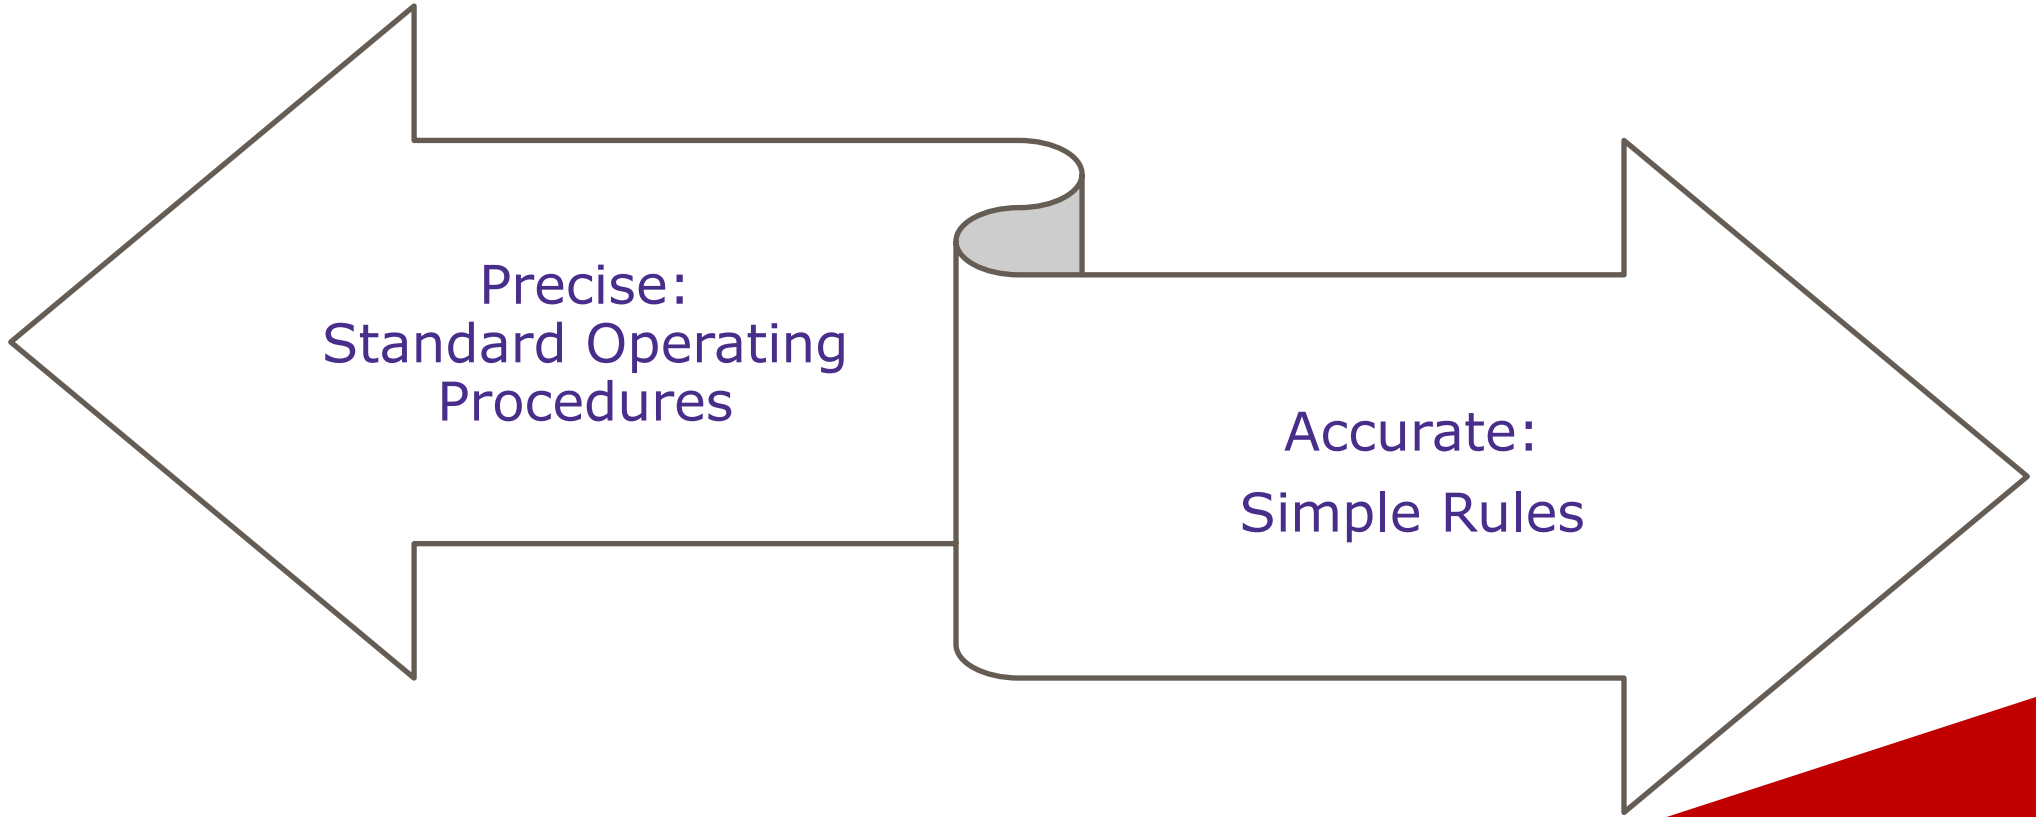 Precise:
Standard Operating
Procedures
Accurate:
Simple Rules